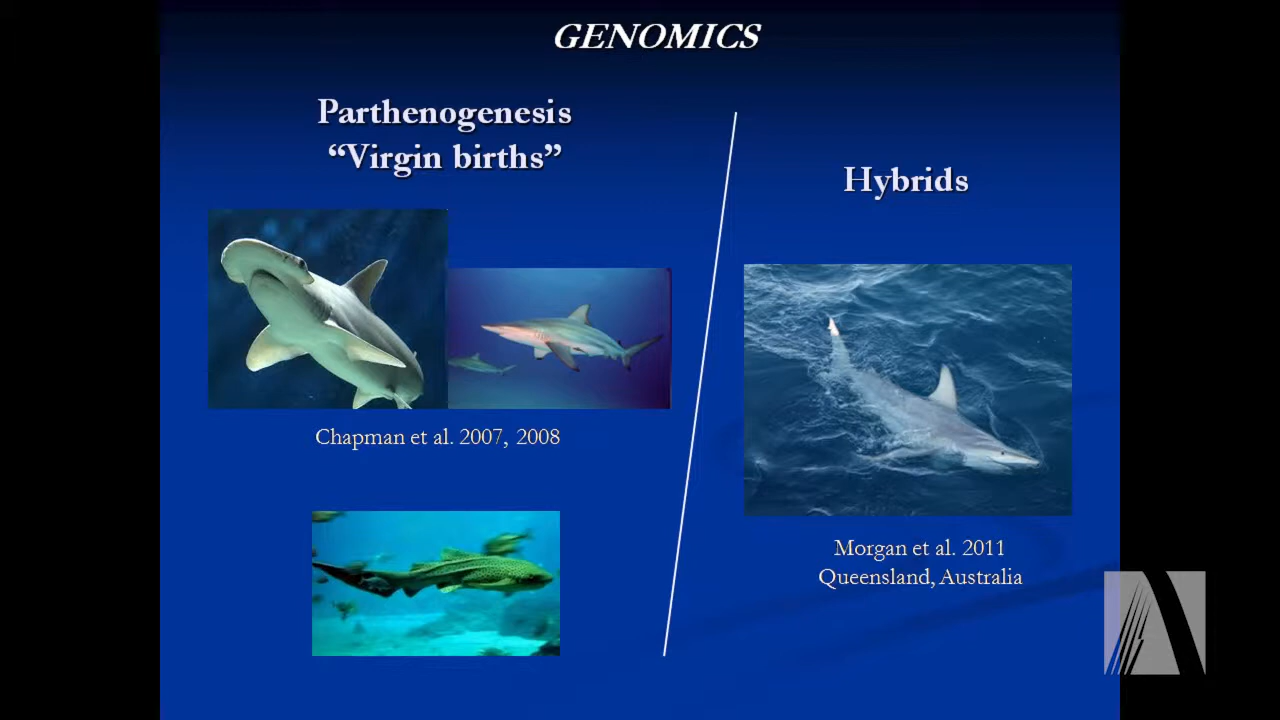 GENOMICS
Parthenogenesis
“Virgin births”
Hybrids
Chapman et al. 2007, 2008
Morgan et al. 2011
Queensland, Australia